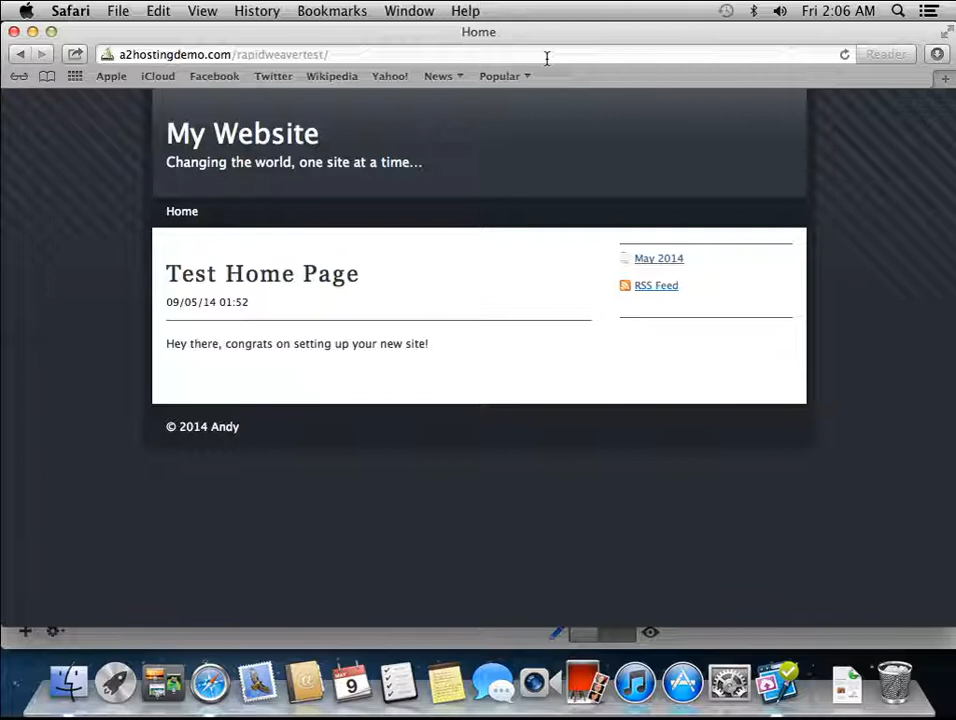 Safari File Edit View History Bookmarks Window Help Fri 2:06 AM
Home
a2hostingdemo.com/rapidweavertest/ Reader
Apple iCloud Facebook Twitter Wikipedia Yahoo! News Popular
My Website
Changing the world, one site at a time...
Home
Test Home Page
09/05/14 01:52
Hey there, congrats on setting up your new site!
May 2014
RSS Feed
© 2014 Andy
9